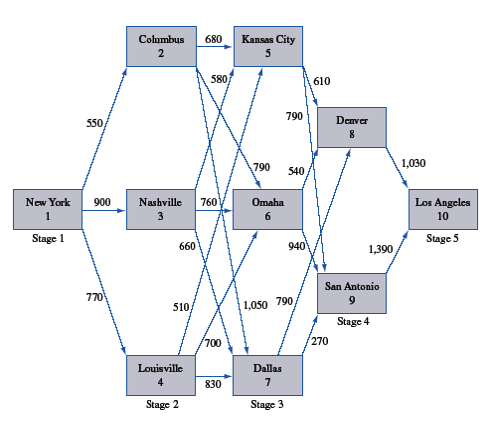 Columbus
2
680
Kansas City
5
580
610
790
Denver
8
550
790
540
1,030
New York
1
900
Nashville
3
760
Omaha
6
Los Angeles
10
Stage 1
Stage 5
660
940
1,390
770
510
1,050
790
San Antonio
9
Stage 4
700
270
Louisville
4
830
Dallas
7
Stage 2
Stage 3